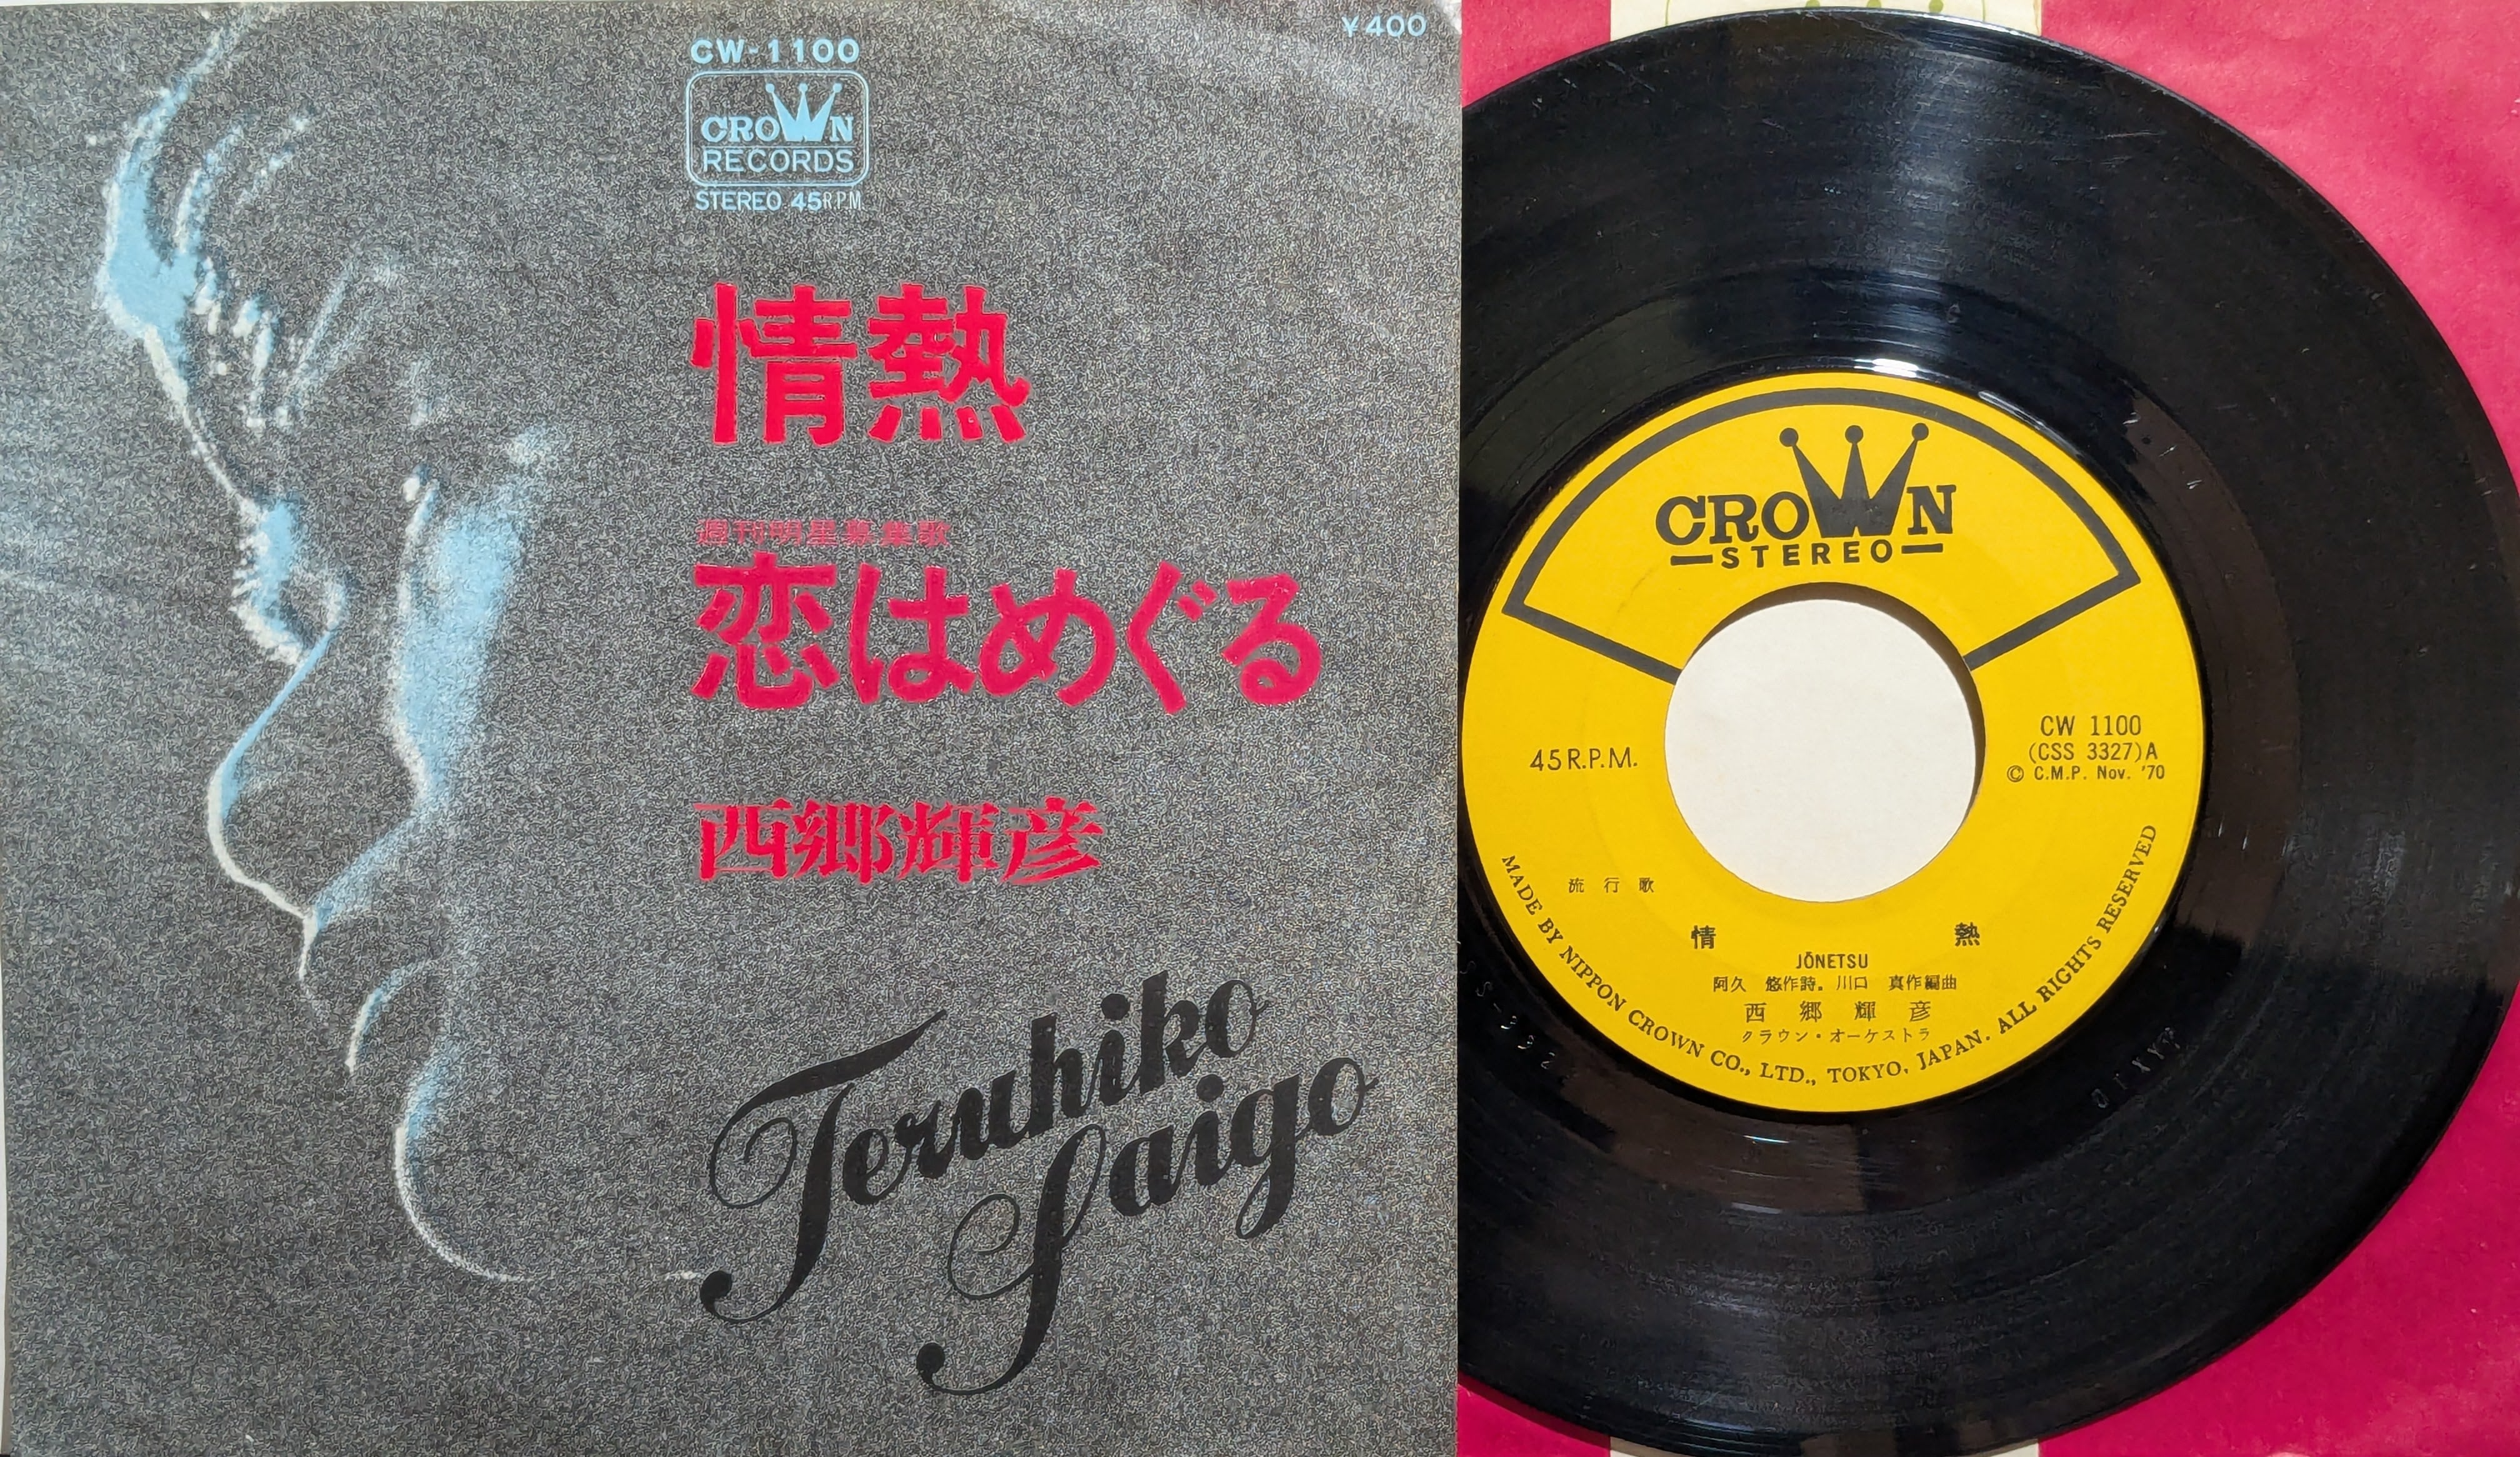 ¥400
CW-1100
CROWN
RECORDS
STEREO 45RPM
情熱
週刊明星募集歌
恋はめぐる
西郷輝彦
Teruhiko
Saigo
CROWN
STEREO
45 R.P.M.
CW 1100
(CSS 3327)A
© C.M.P. Nov. '70
流行歌
情熱
JŌNETSU
阿久 悠作詩。川口 真作編曲
西郷輝彦
クラウン・オーケストラ
MADE BY NIPPON CROWN CO., LTD., TOKYO, JAPAN. ALL RIGHTS RESERVED